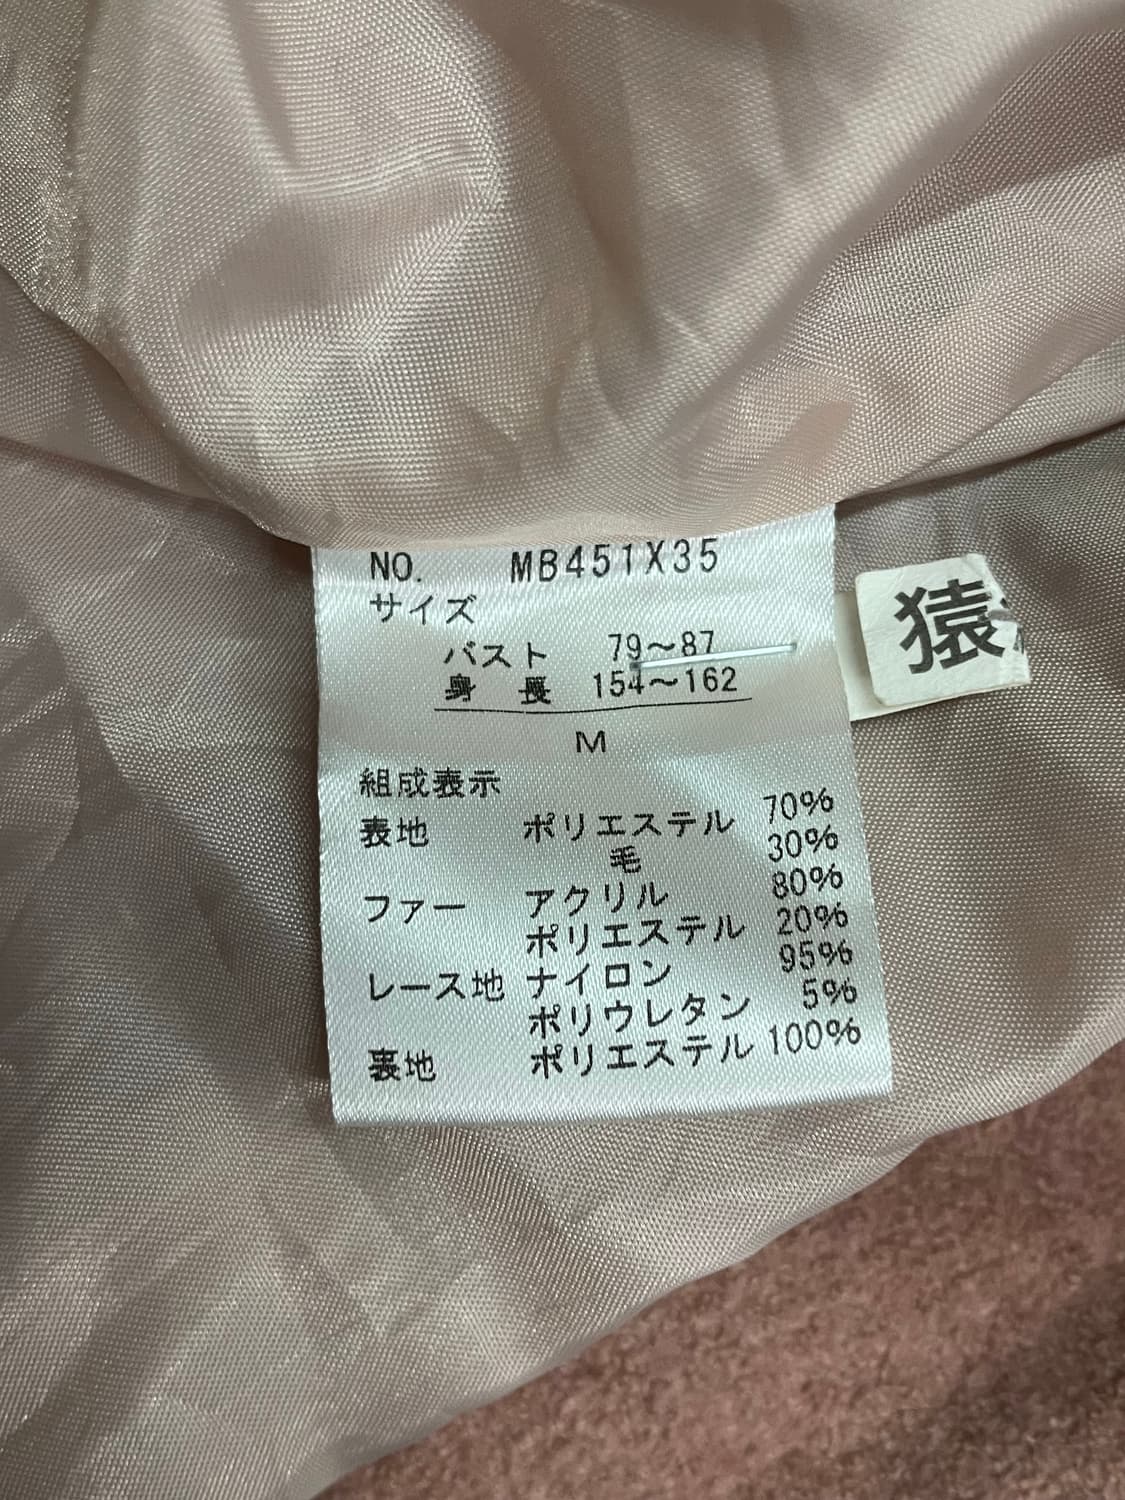 NO. MB451X35
サイズ
バスト 79～87
身長 154～162
M
組成表示
表地 ポリエステル 70%
毛 30%
ファー アクリル 80%
ポリエステル 20%
レース地 ナイロン 95%
ポリウレタン 5%
裏地 ポリエステル 100%
猿